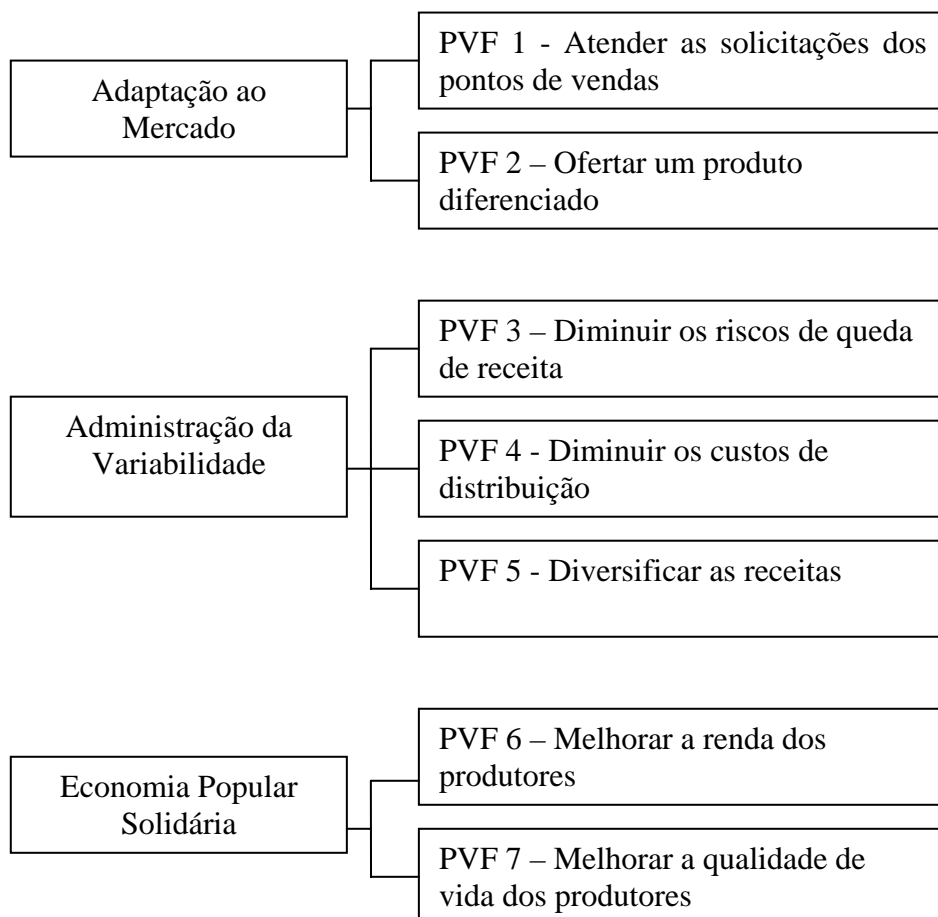 PVF 1 - Atender as solicitações dos
pontos de vendas
Adaptação ao
Mercado
PVF 2 – Ofertar um produto
diferenciado
PVF 3 – Diminuir os riscos de queda
de receita
Administração da
Variabilidade
PVF 4 - Diminuir os custos de
distribuição
PVF 5 - Diversificar as receitas
PVF 6 – Melhorar a renda dos
produtores
Economia Popular
Solidária
PVF 7 – Melhorar a qualidade de
vida dos produtores